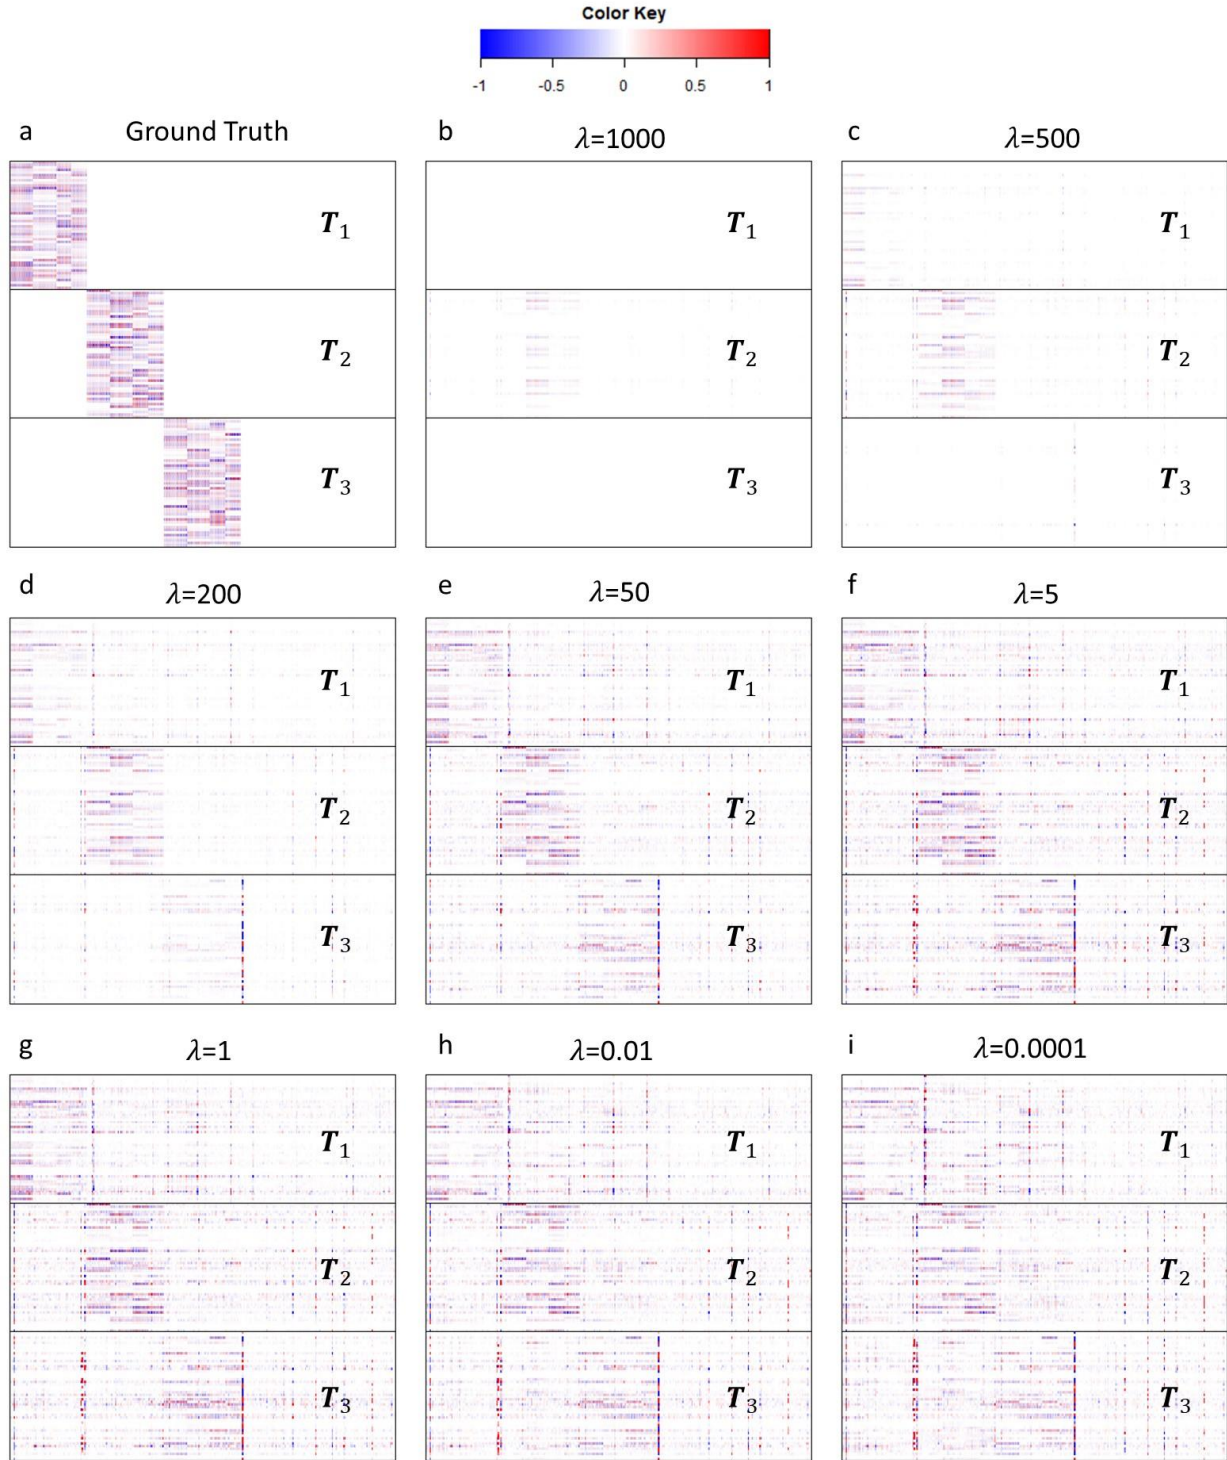 Color Key
-1 -0.5 0 0.5 1
a Ground Truth b λ=1000 c λ=500
T₁ T₁ T₁
T₂ T₂ T₂
T₃ T₃ T₃
d λ=200 e λ=50 f λ=5
T₁ T₁ T₁
T₂ T₂ T₂
T₃ T₃ T₃
g λ=1 h λ=0.01 i λ=0.0001
T₁ T₁ T₁
T₂ T₂ T₂
T₃ T₃ T₃